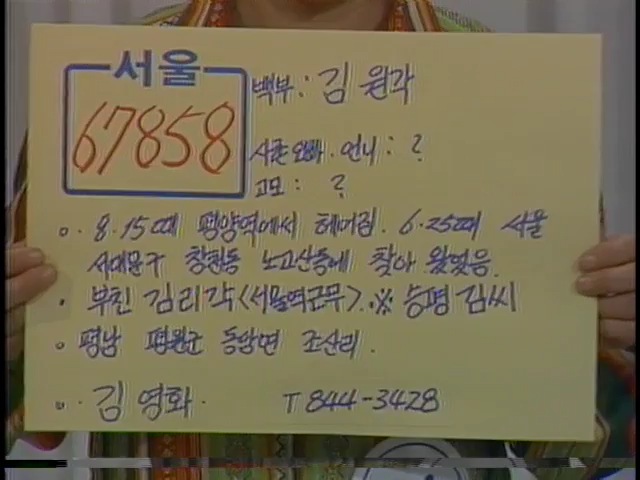 서울
67858
백부 : 김원각
사촌오빠. 언니 : ?
고모 : ?
o. 8.15때 평양역에서 헤어짐. 6.25때 서울
서대문구 창천동 노고산동에 찾아 왔었음.
· 부친 김리각<서울역근무>. ※ 승평김씨
o 평남 평원군 동암면 조산리.
o. 김영화. T 844-3428